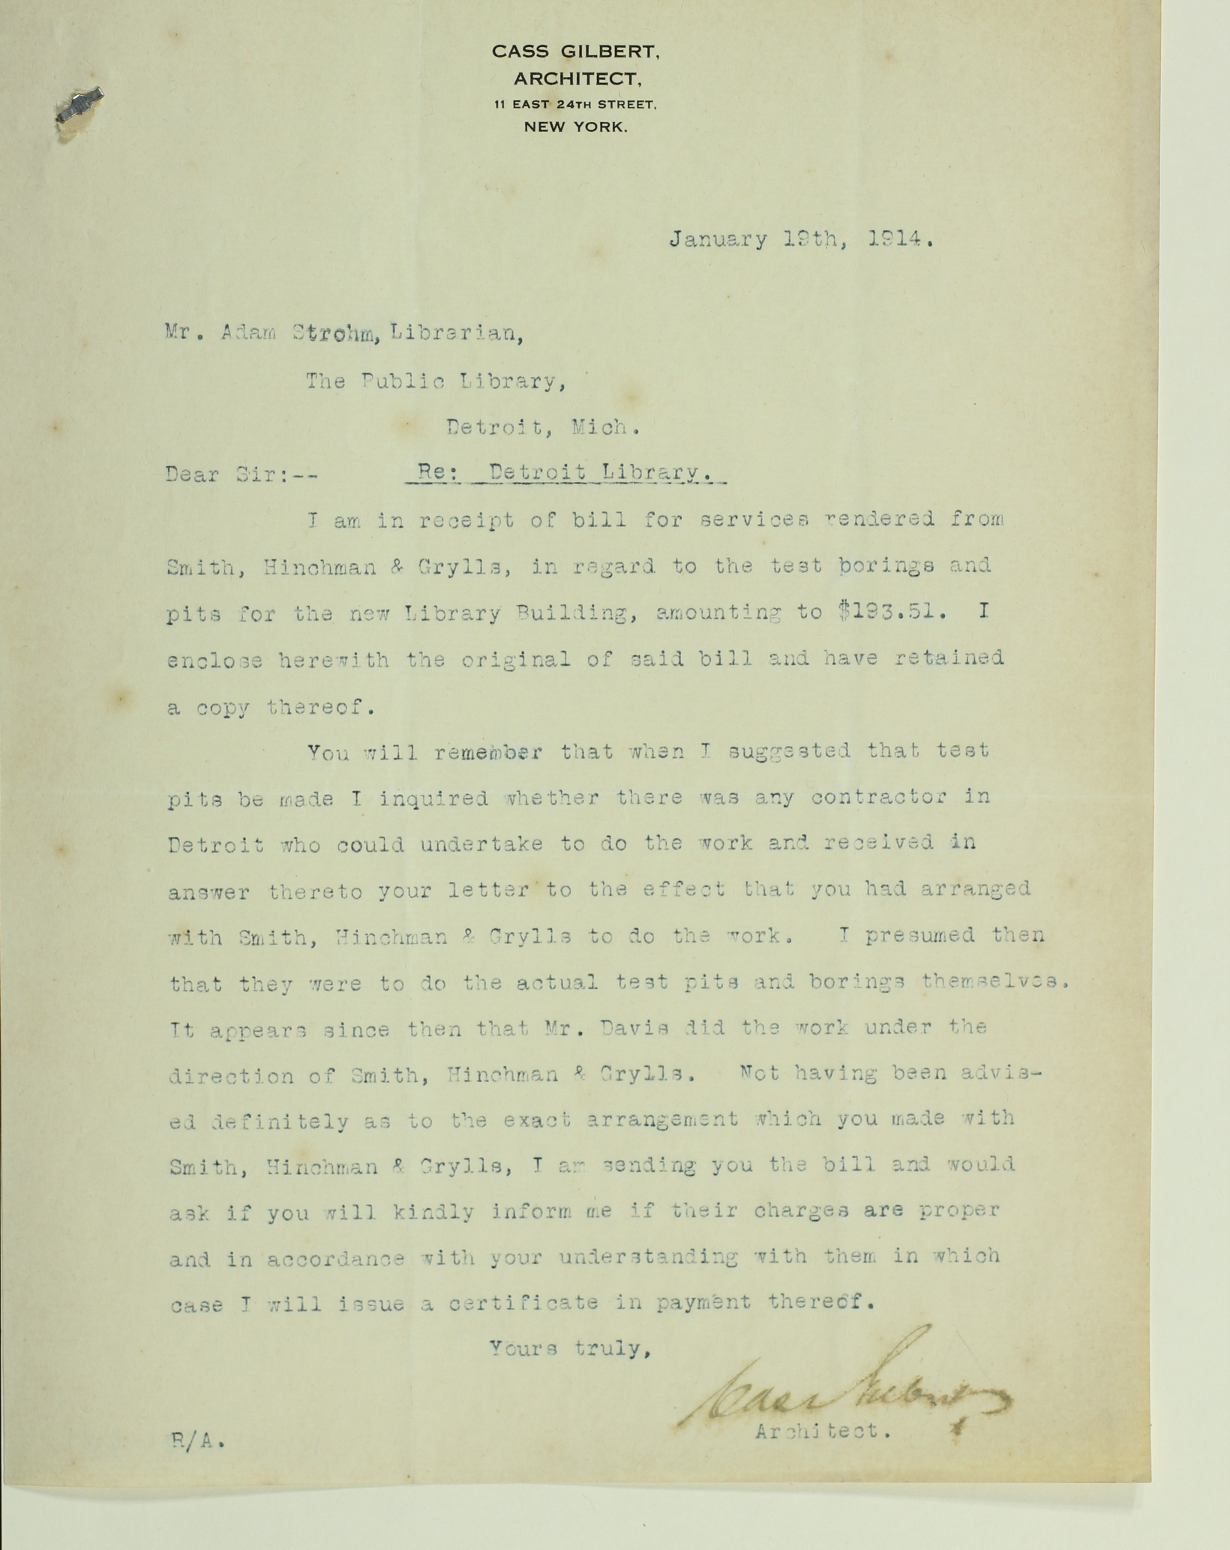 CASS GILBERT,
ARCHITECT,
11 EAST 24TH STREET,
NEW YORK.
January 19th, 1914.
Mr. Adam Strohm, Librarian,
The Public Library,
Detroit, Mich.
Dear Sir:-- Re: Detroit Library.
I am in receipt of bill for services rendered from
Smith, Hinchman & Grylls, in regard to the test borings and
pits for the new Library Building, amounting to $193.51. I
enclose herewith the original of said bill and have retained
a copy thereof.
You will remember that when I suggested that test
pits be made I inquired whether there was any contractor in
Detroit who could undertake to do the work and received in
answer thereto your letter to the effect that you had arranged
with Smith, Hinchman & Grylls to do the work. I presumed then
that they were to do the actual test pits and borings themselves.
It appears since then that Mr. Davis did the work under the
direction of Smith, Hinchman & Grylls. Not having been advis-
ed definitely as to the exact arrangement which you made with
Smith, Hinchman & Grylls, I am sending you the bill and would
ask if you will kindly inform me if their charges are proper
and in accordance with your understanding with them in which
case I will issue a certificate in payment thereof.
Yours truly,
Cass Gilbert
Architect.
R/A.